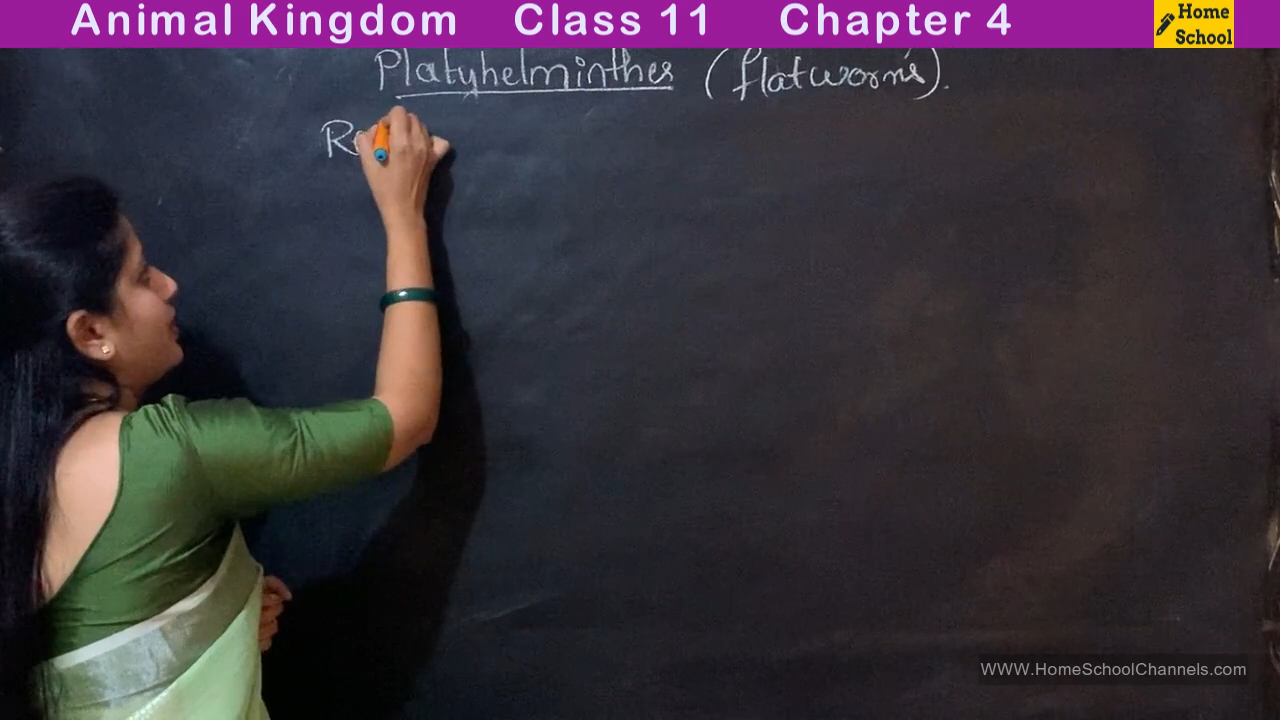 Animal Kingdom Class 11 Chapter 4
Home
School
Platyhelminthes (flatworms).
WWW.HomeSchoolChannels.com